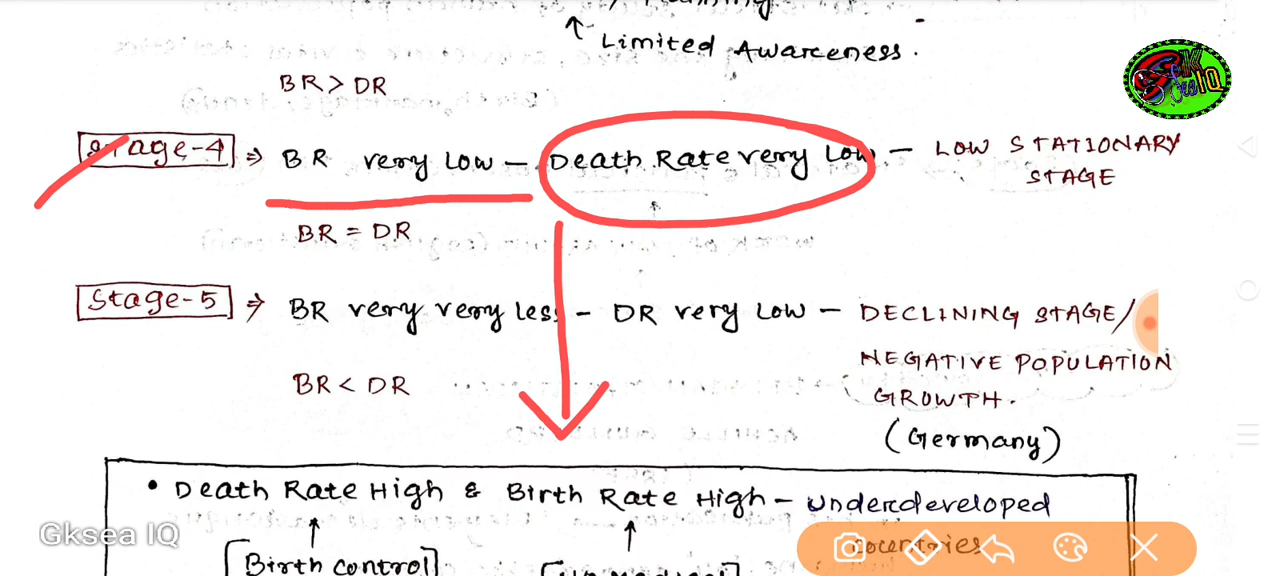 Limited Awareness.
BR > DR
Stage-4 ⇒ BR very Low – Death Rate very Low – LOW STATIONARY
STAGE
BR = DR
Stage-5 ⇒ BR very very less – DR very Low – DECLINING STAGE/
NEGATIVE POPULATION
BR < DR
GROWTH.
(Germany)
• Death Rate High & Birth Rate High – Underdeveloped
countries
Gksea IQ
[Birth control]